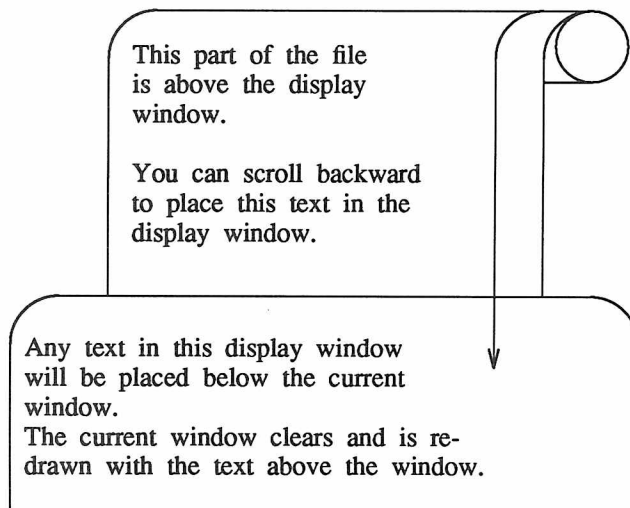 This part of the file
is above the display
window.
You can scroll backward
to place this text in the
display window.
Any text in this display window
will be placed below the current
window.
The current window clears and is re-
drawn with the text above the window.